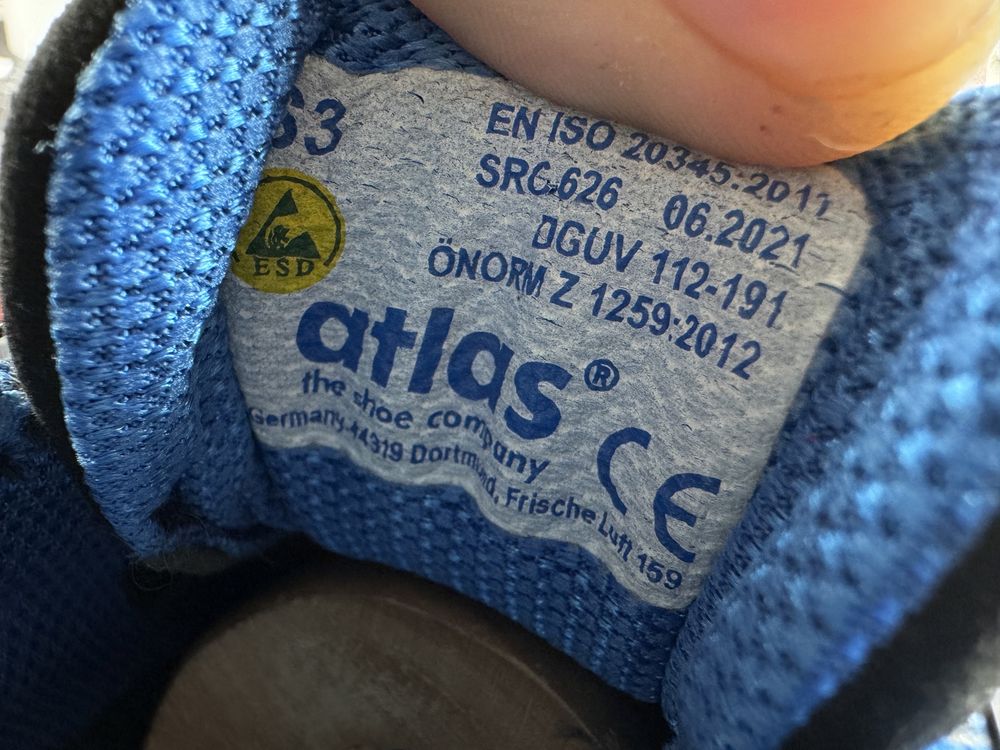 S3
EN ISO 20345:2011
SRC 626 06.2021
DGUV 112-191
ÖNORM Z 1259:2012
ESD
atlas®
the shoe company
Germany, 44319 Dortmund, Frische Luft 159
CE